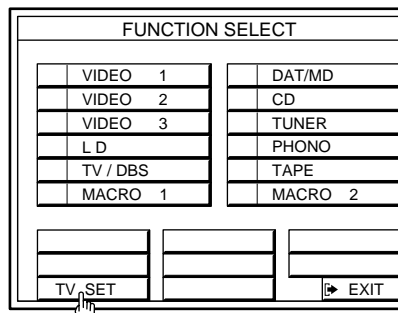 FUNCTION SELECT
VIDEO 1
VIDEO 2
VIDEO 3
L D
TV / DBS
MACRO 1
DAT/MD
CD
TUNER
PHONO
TAPE
MACRO 2
TV SET
EXIT